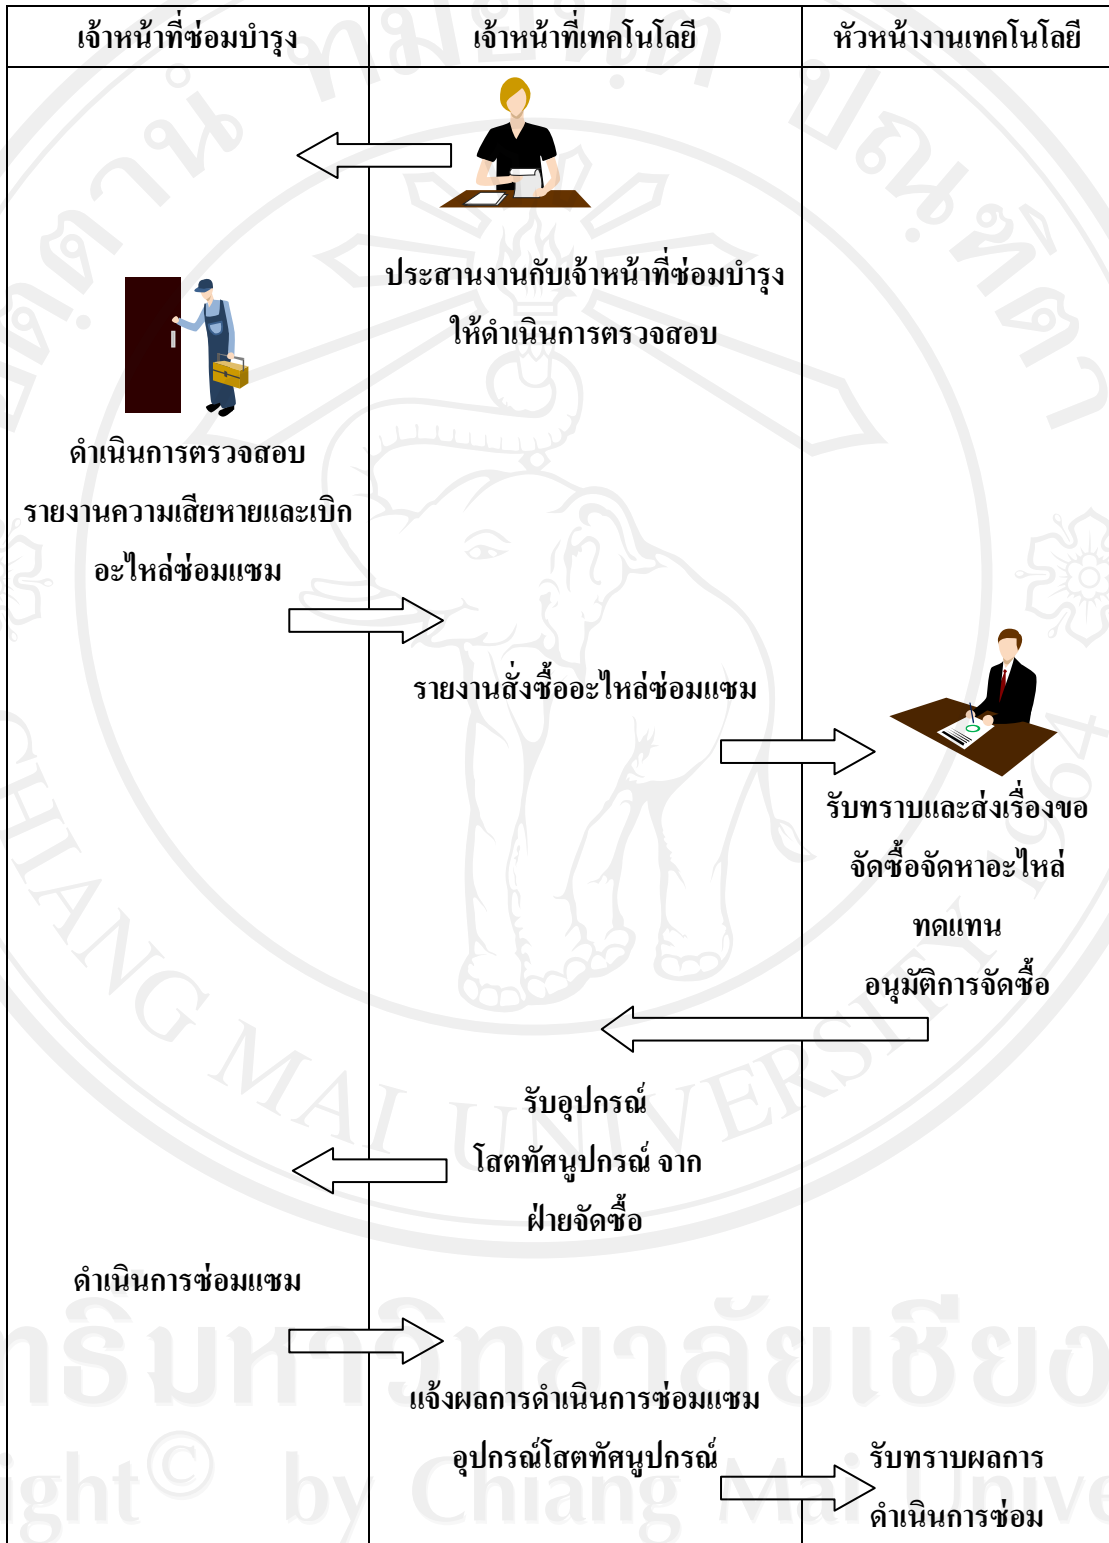 เจ้าหน้าที่ซ่อมบำรุง
เจ้าหน้าที่เทคโนโลยี
หัวหน้างานเทคโนโลยี
ประสานงานกับเจ้าหน้าที่ซ่อมบำรุง
ให้ดำเนินการตรวจสอบ
ดำเนินการตรวจสอบ
รายงานความเสียหายและเบิก
อะไหล่ซ่อมแซม
รายงานสั่งซื้ออะไหล่ซ่อมแซม
รับทราบและส่งเรื่องขอ
จัดซื้อจัดหาอะไหล่
ทดแทน
อนุมัติการจัดซื้อ
รับอุปกรณ์
โสตทัศนูปกรณ์ จาก
ฝ่ายจัดซื้อ
ดำเนินการซ่อมแซม
แจ้งผลการดำเนินการซ่อมแซม
อุปกรณ์โสตทัศนูปกรณ์
รับทราบผลการ
ดำเนินการซ่อม
CHIANG MAI UNIVERSITY 1964
by Chiang Mai